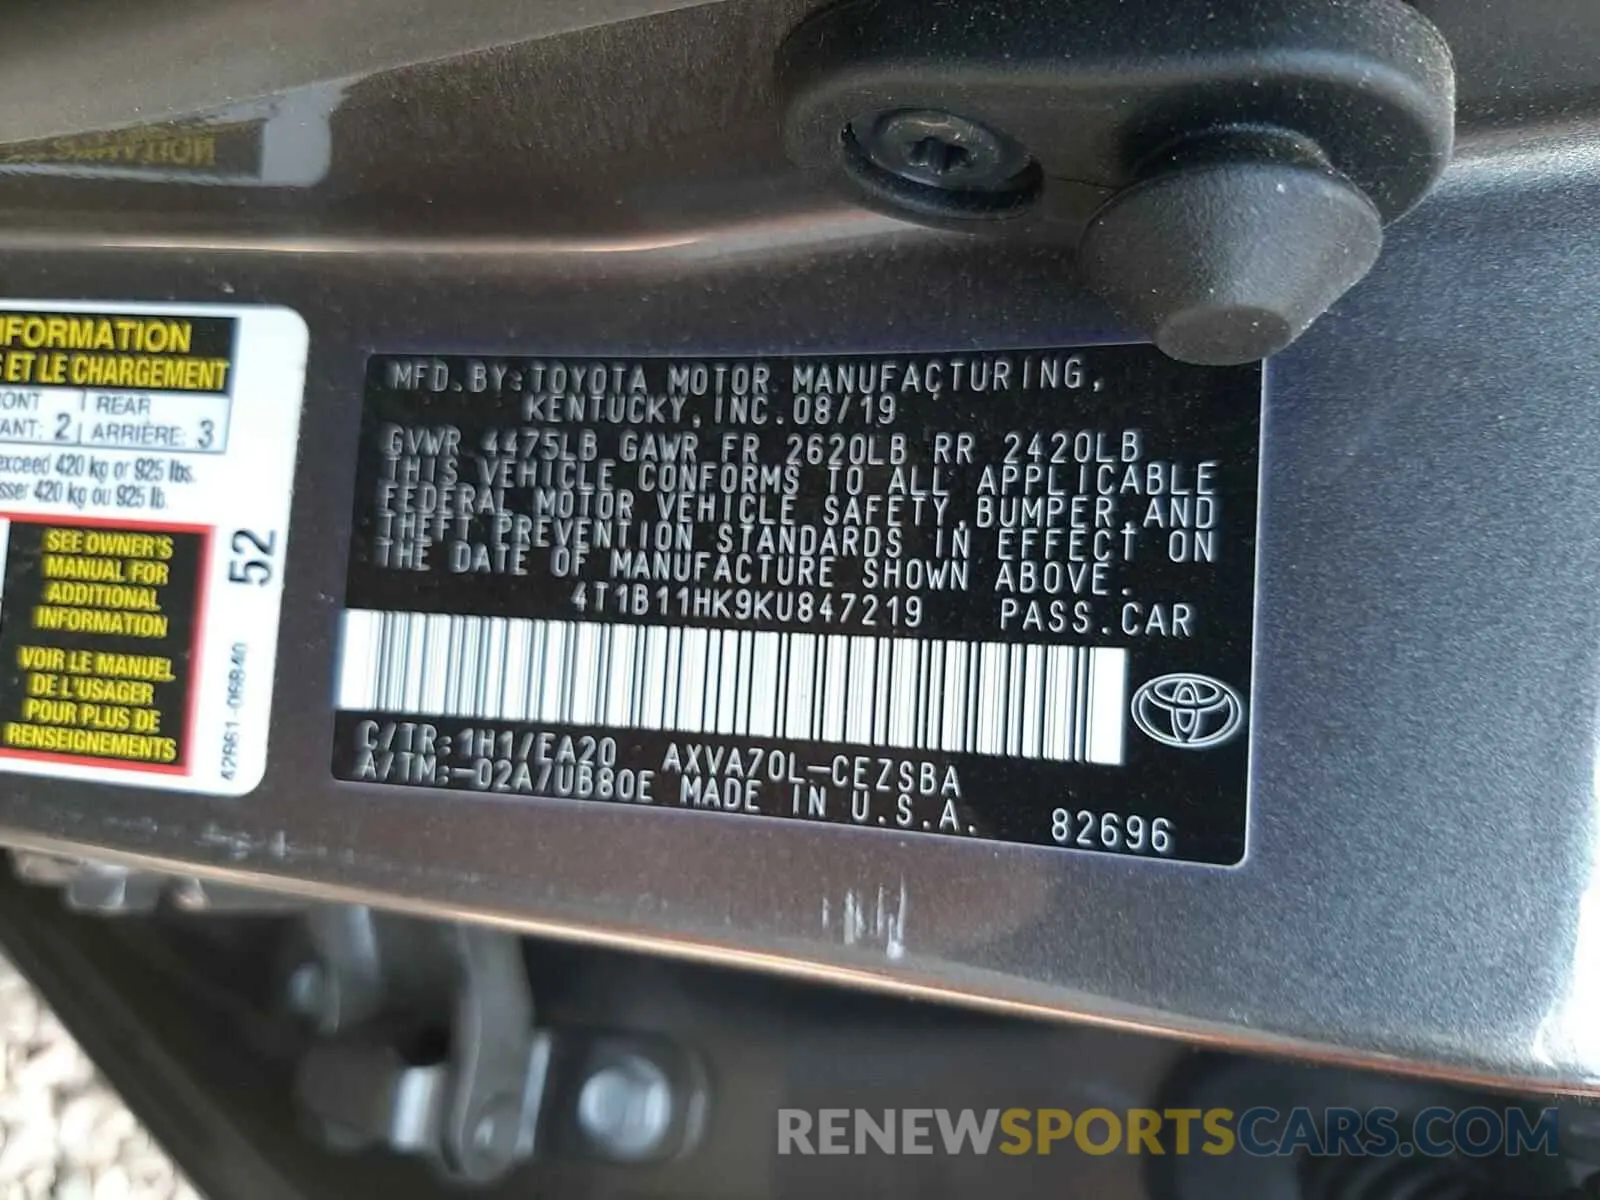 NFORMATION
ET LE CHARGEMENT
REAR
ANT: 2 ARRIÈRE: 3
exceed 420 kg or 925 lbs.
sser 420 kg ou 925 lb.
SEE OWNER'S
MANUAL FOR
ADDITIONAL
INFORMATION
VOIR LE MANUEL
DE L'USAGER
POUR PLUS DE
RENSEIGNEMENTS
52
MFD. BY: TOYOTA MOTOR MANUFACTURING,
KENTUCKY, INC. 08/19
GVWR 4475LB GAWR FR 2620LB RR 2420LB
THIS VEHICLE CONFORMS TO ALL APPLICABLE
FEDERAL MOTOR VEHICLE SAFETY, BUMPER, AND
THEFT PREVENTION STANDARDS IN EFFECT ON
THE DATE OF MANUFACTURE SHOWN ABOVE.
4T1B11HK9KU847219 PASS. CAR
C/TR: 1H1/EA20 AXVA70L-CEZSBA
A/TM: -02A/UB80E MADE IN U.S.A.
82696
RENEWSPORTSCARS.COM